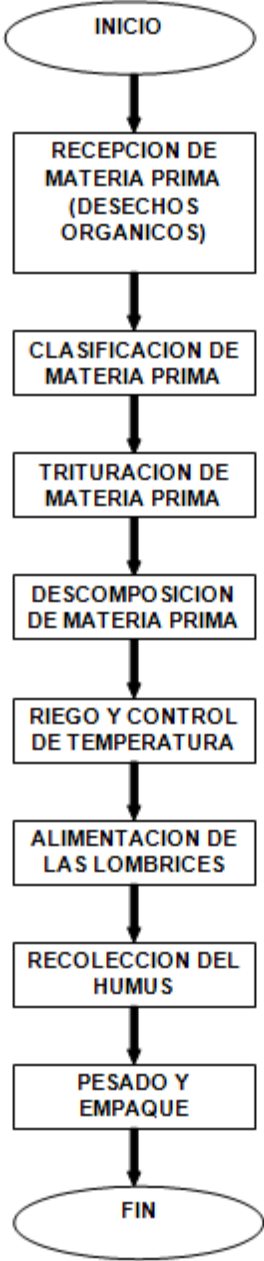 INICIO
RECEPCION DE
MATERIA PRIMA
(DESECHOS
ORGANICOS)
CLASIFICACION DE
MATERIA PRIMA
TRITURACION DE
MATERIA PRIMA
DESCOMPOSICION
DE MATERIA PRIMA
RIEGO Y CONTROL
DE TEMPERATURA
ALIMENTACION DE
LAS LOMBRICES
RECOLECCION DEL
HUMUS
PESADO Y
EMPAQUE
FIN